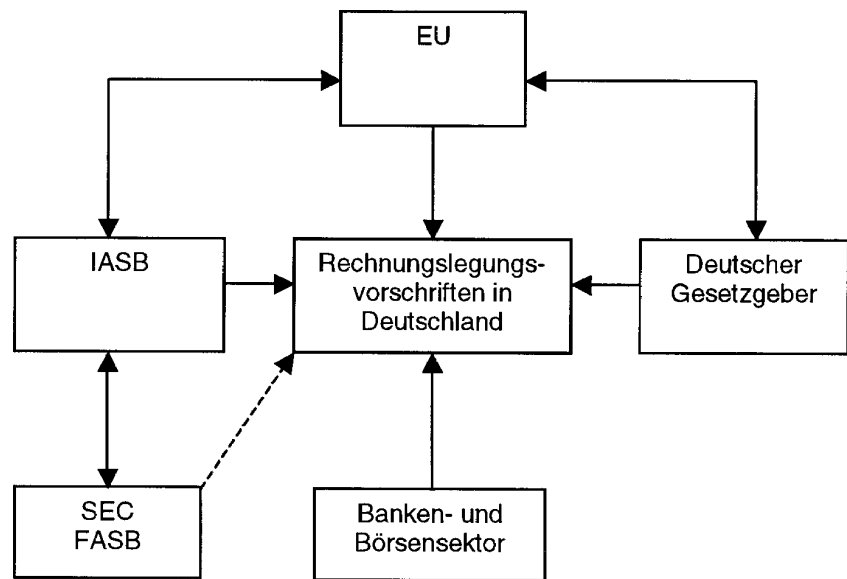 EU
IASB
Rechnungslegungs-
vorschriften in
Deutschland
Deutscher
Gesetzgeber
SEC
FASB
Banken- und
Börsensektor